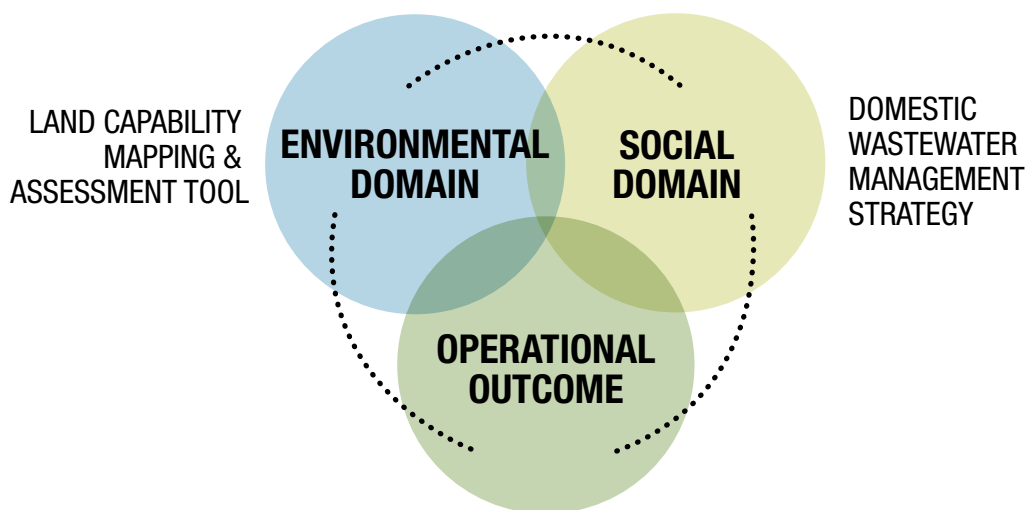 LAND CAPABILITY
MAPPING &
ASSESSMENT TOOL
ENVIRONMENTAL
DOMAIN
SOCIAL
DOMAIN
DOMESTIC
WASTEWATER
MANAGEMENT
STRATEGY
OPERATIONAL
OUTCOME